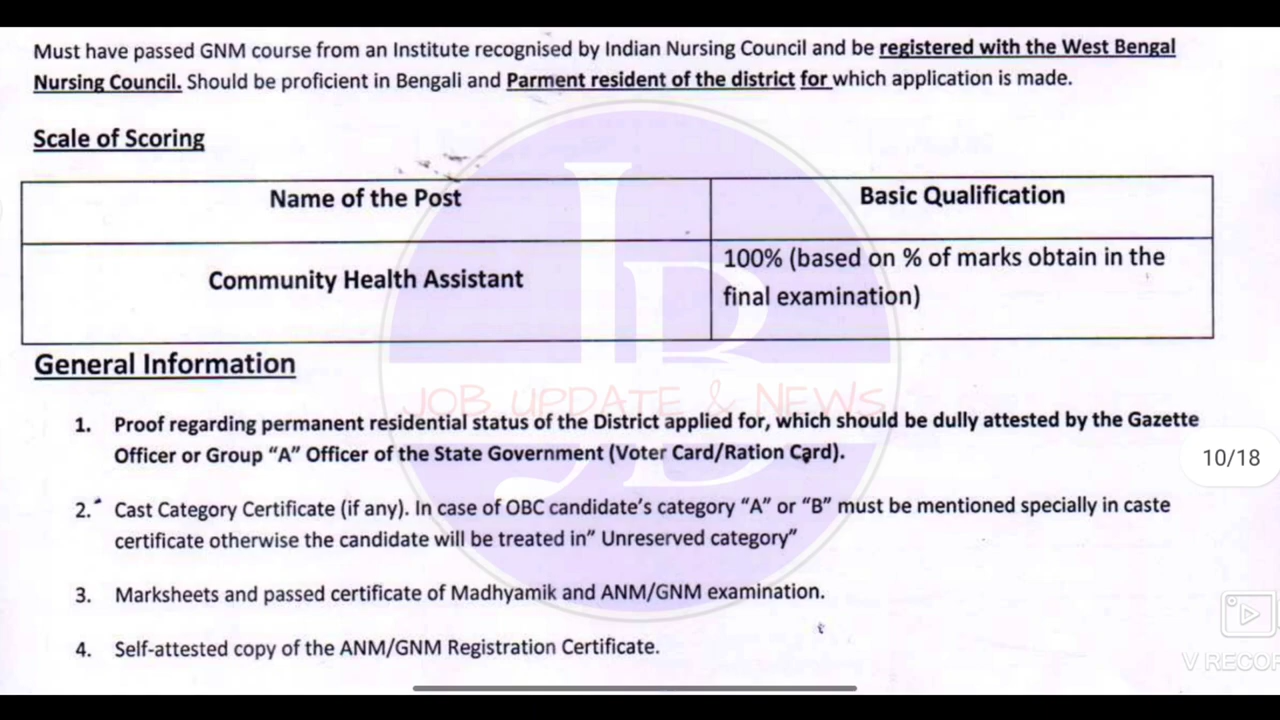 Must have passed GNM course from an Institute recognised by Indian Nursing Council and be registered with the West Bengal
Nursing Council. Should be proficient in Bengali and Parment resident of the district for which application is made.
Scale of Scoring
Name of the Post
Basic Qualification
Community Health Assistant
100% (based on % of marks obtain in the
final examination)
General Information
JOB UPDATE & NEWS
1. Proof regarding permanent residential status of the District applied for, which should be dully attested by the Gazette
Officer or Group “A” Officer of the State Government (Voter Card/Ration Card).
10/18
2. Cast Category Certificate (if any). In case of OBC candidate’s category “A” or “B” must be mentioned specially in caste
certificate otherwise the candidate will be treated in” Unreserved category”
3. Marksheets and passed certificate of Madhyamik and ANM/GNM examination.
4. Self-attested copy of the ANM/GNM Registration Certificate.
V RECOR